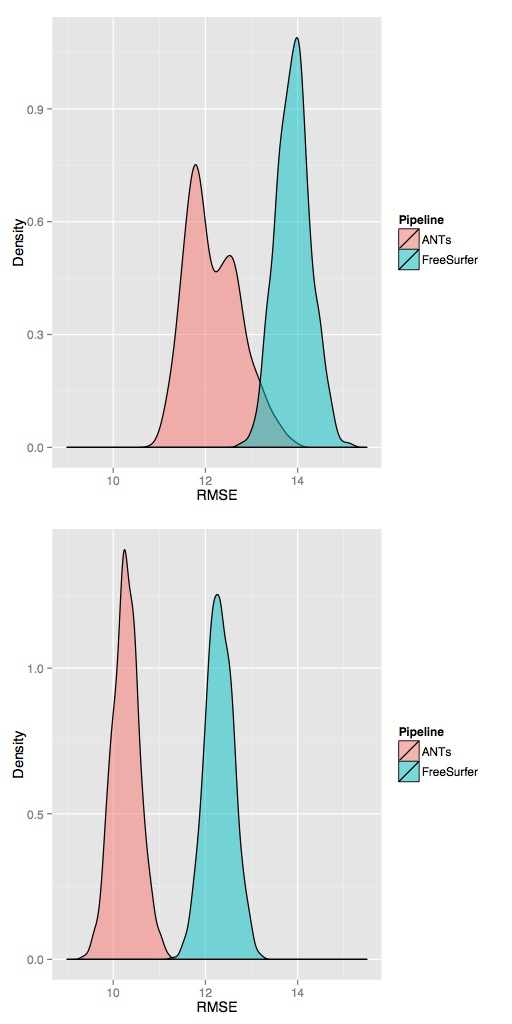 0.9
0.6
0.3
0.0
Density
10 12 14
RMSE
Pipeline
ANTs
FreeSurfer
1.0
0.5
0.0
Density
10 12 14
RMSE
Pipeline
ANTs
FreeSurfer